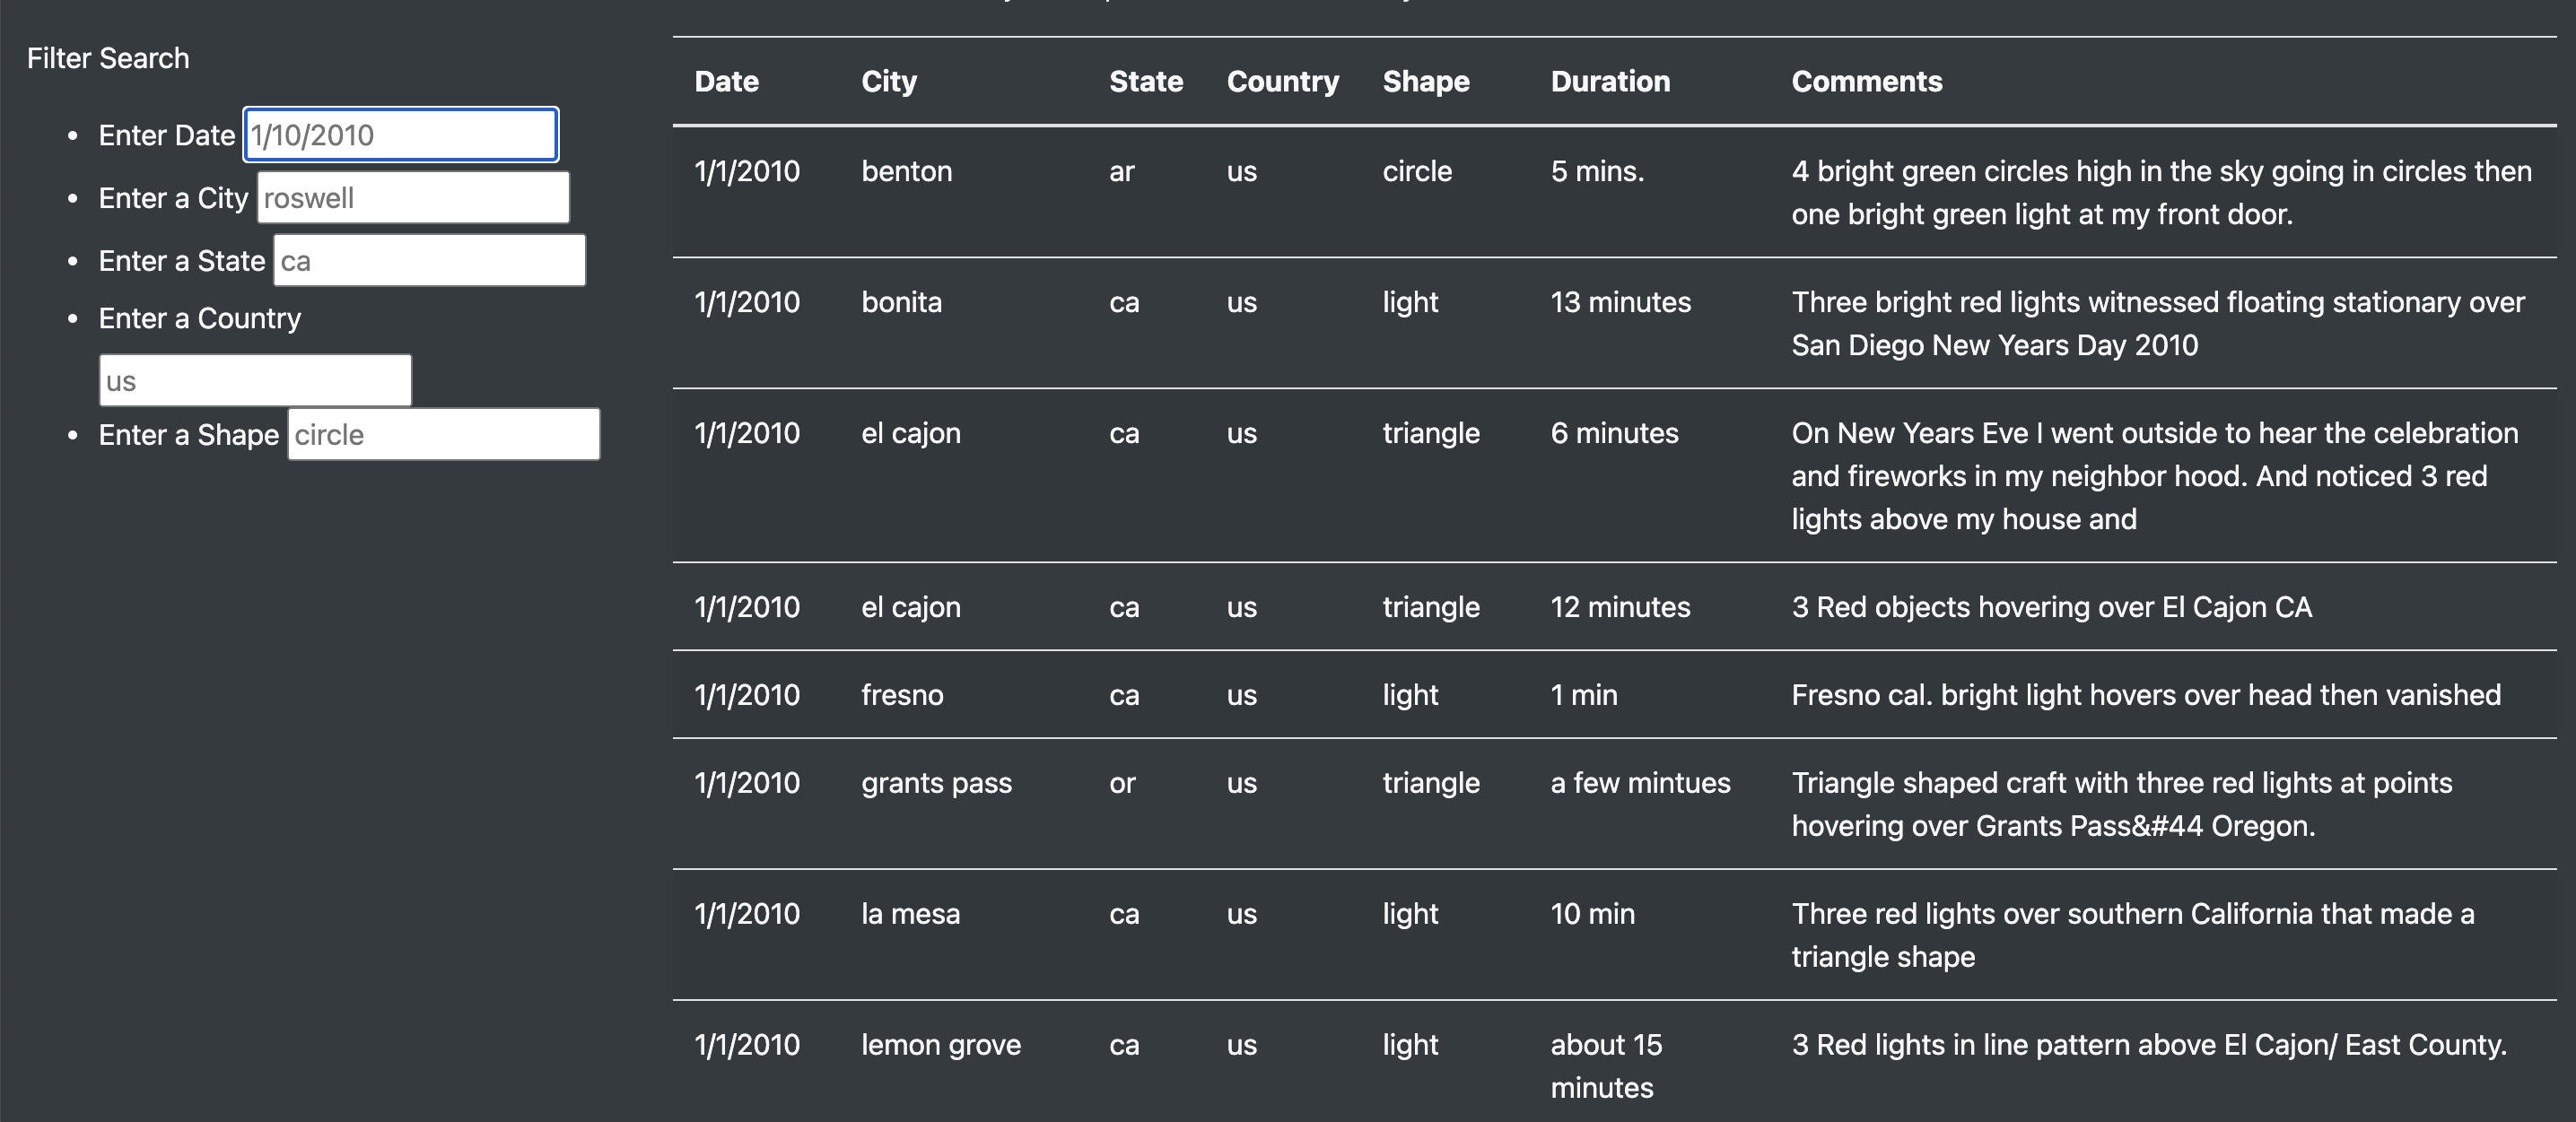 Filter Search
Enter Date 1/10/2010
Enter a City roswell
Enter a State ca
Enter a Country
us
Enter a Shape circle
Date City State Country Shape Duration Comments
1/1/2010 benton ar us circle 5 mins. 4 bright green circles high in the sky going in circles then
one bright green light at my front door.
1/1/2010 bonita ca us light 13 minutes Three bright red lights witnessed floating stationary over
San Diego New Years Day 2010
1/1/2010 el cajon ca us triangle 6 minutes On New Years Eve I went outside to hear the celebration
and fireworks in my neighbor hood. And noticed 3 red
lights above my house and
1/1/2010 el cajon ca us triangle 12 minutes 3 Red objects hovering over El Cajon CA
1/1/2010 fresno ca us light 1 min Fresno cal. bright light hovers over head then vanished
1/1/2010 grants pass or us triangle a few mintues Triangle shaped craft with three red lights at points
hovering over Grants Pass&#44 Oregon.
1/1/2010 la mesa ca us light 10 min Three red lights over southern California that made a
triangle shape
1/1/2010 lemon grove ca us light about 15 3 Red lights in line pattern above El Cajon/ East County.
minutes